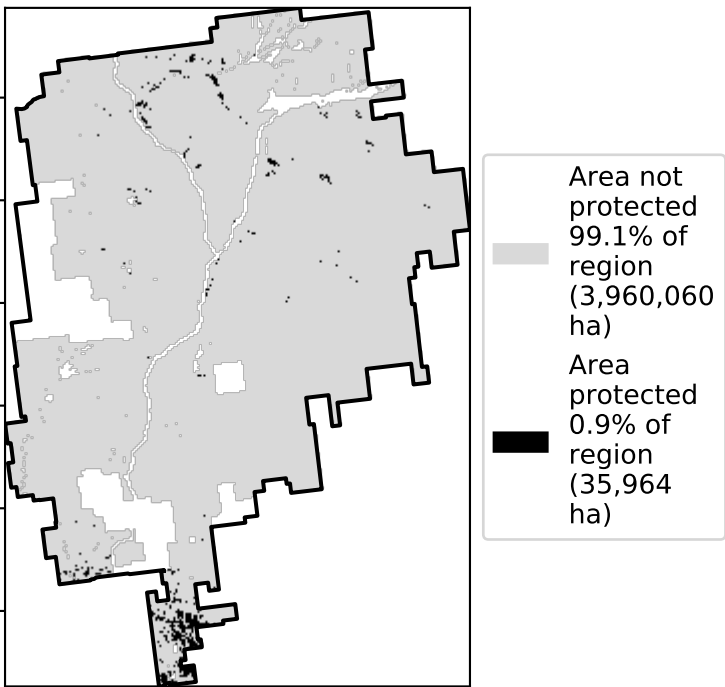 Area not
protected
99.1% of
region
(3,960,060
ha)
Area
protected
0.9% of
region
(35,964
ha)